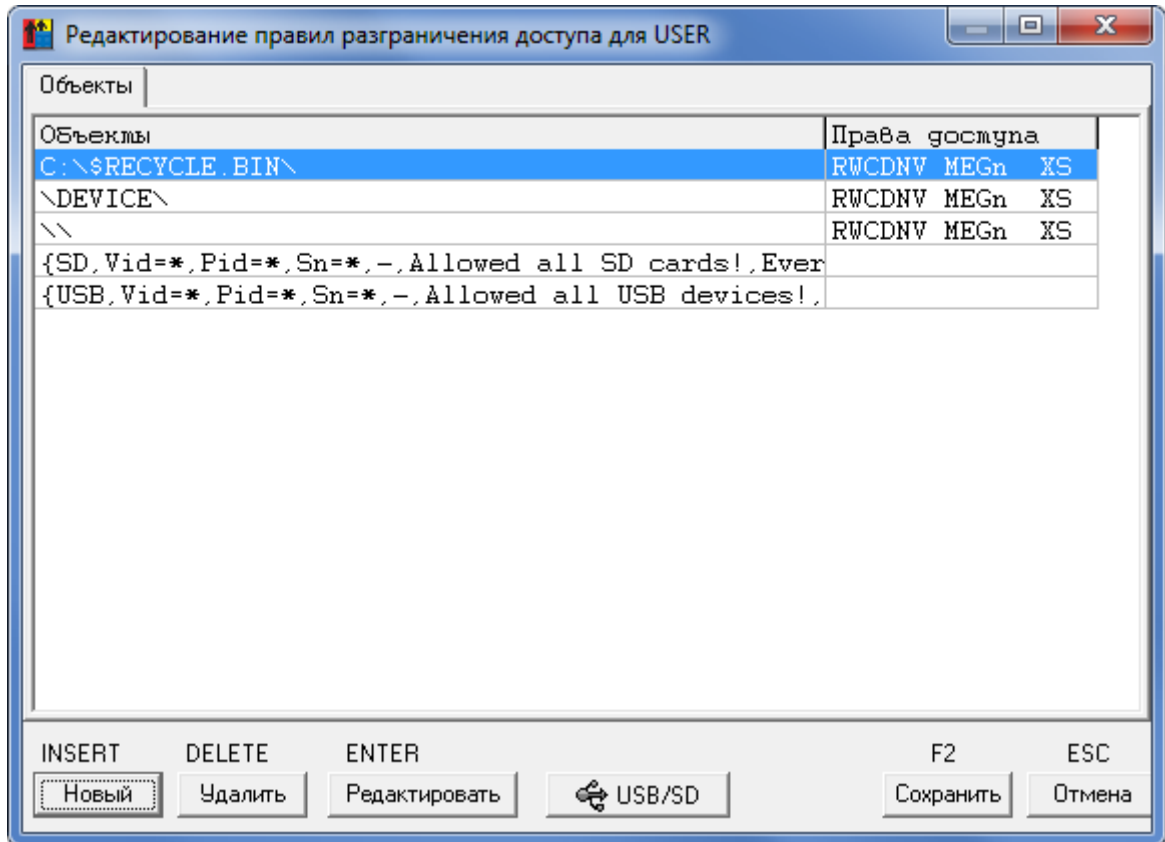 Редактирование правил разграничения доступа для USER
Объекты
Объекты Права доступа
C:\$RECYCLE.BIN\ RWCDNV MEGn XS
\DEVICE\ RWCDNV MEGn XS
\\ RWCDNV MEGn XS
{SD,Vid=*,Pid=*,Sn=*,-,Allowed all SD cards!,Ever
{USB,Vid=*,Pid=*,Sn=*,-,Allowed all USB devices!,
INSERT DELETE ENTER F2 ESC
Новый Удалить Редактировать USB/SD Сохранить Отмена